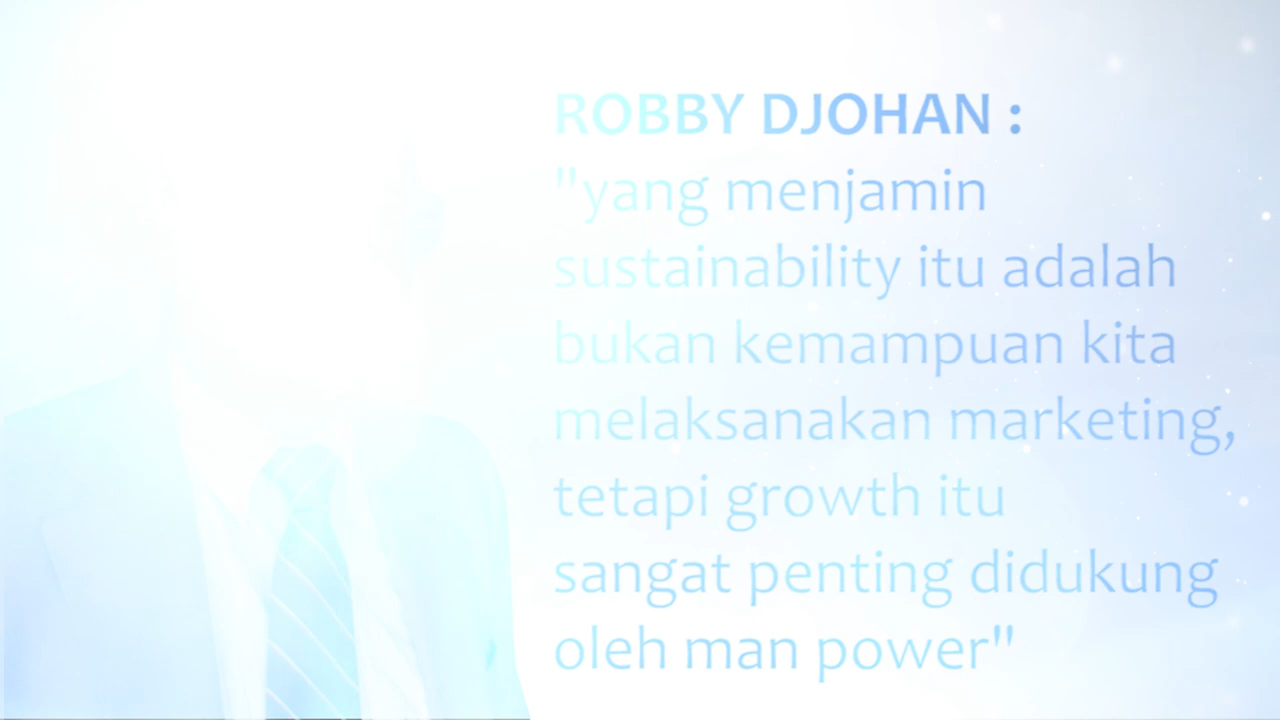 ROBBY DJOHAN :
"yang menjamin
sustainability itu adalah
bukan kemampuan kita
melaksanakan marketing,
tetapi growth itu
sangat penting didukung
oleh man power"